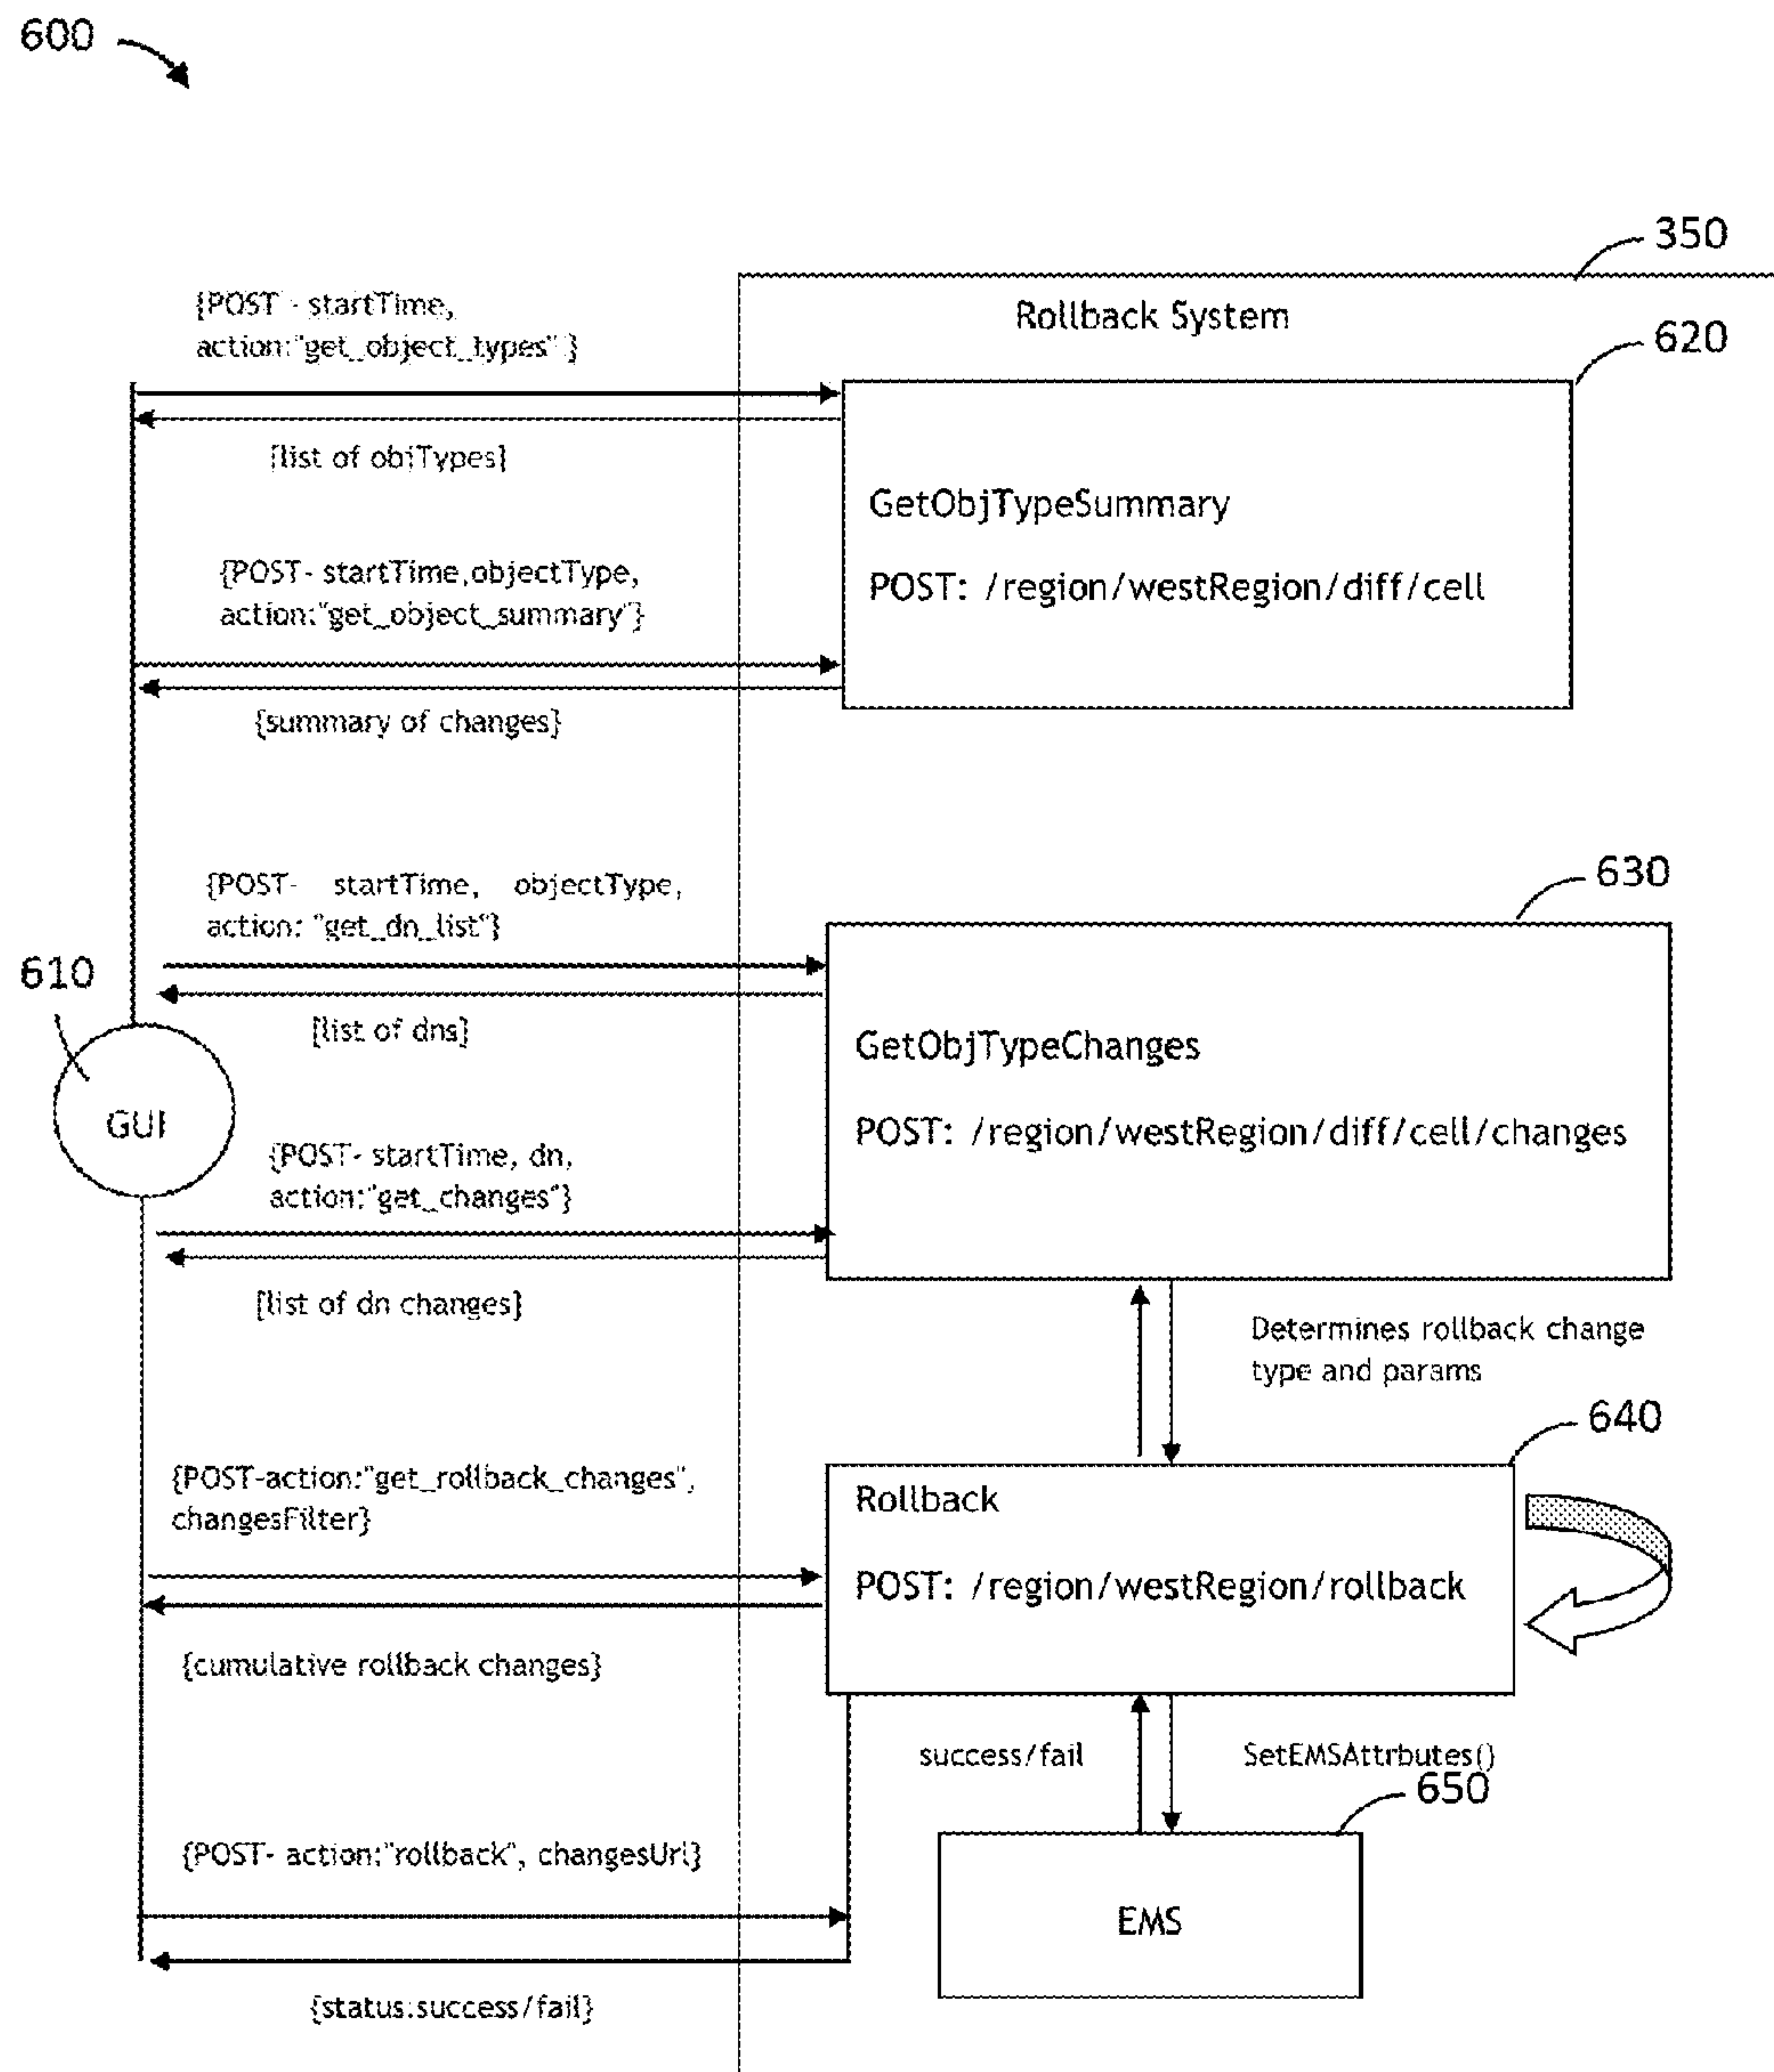 600
350
{POST - startTime,
action:"get_object_types" }
Rollback System
620
[list of objTypes]
GetObjTypeSummary
{POST- startTime,objectType,
action:"get_object_summary"}
POST: /region/westRegion/diff/cell
{summary of changes}
630
{POST- startTime, objectType,
action: "get_dn_list"}
610
[list of dns]
GetObjTypeChanges
GUI
POST: /region/westRegion/diff/cell/changes
{POST- startTime, dn,
action:"get_changes"}
[list of dn changes]
Determines rollback change
type and params
640
{POST-action:"get_rollback_changes",
changesFilter}
Rollback
POST: /region/westRegion/rollback
{cumulative rollback changes}
success/fail
SetEMSAttrbutes()
650
{POST- action:"rollback", changesUrl}
EMS
{status:success/fail}